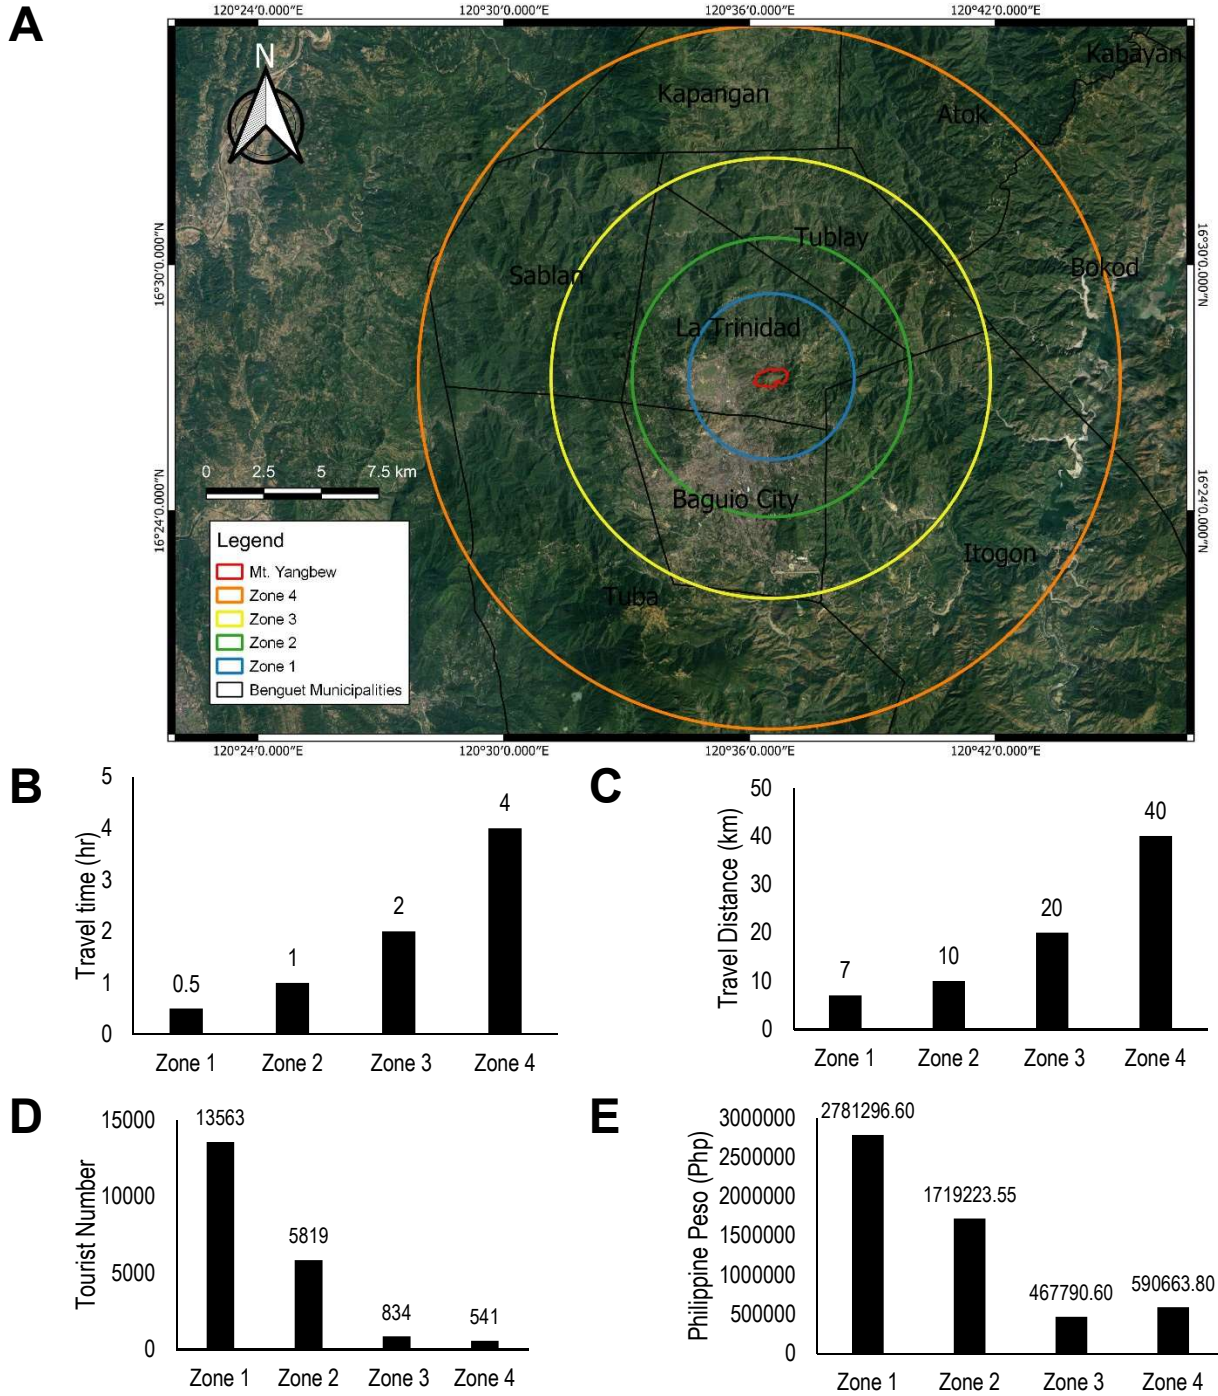 A
120°24′0.000″E 120°30′0.000″E 120°36′0.000″E 120°42′0.000″E
N
Kabayan
Kapangan
Atok
Tublay
Sablan
Bokod
La Trinidad
16°30′0.000″N
16°30′0.000″N
0 2.5 5 7.5 km
Baguio City
16°24′0.000″N
16°24′0.000″N
Itogon
Tuba
Legend
Mt. Yangbew
Zone 4
Zone 3
Zone 2
Zone 1
Benguet Municipalities
120°24′0.000″E 120°30′0.000″E 120°36′0.000″E 120°42′0.000″E
B
Travel time (hr)
5
4
3
2
1
0
0.5
1
2
4
Zone 1 Zone 2 Zone 3 Zone 4
C
Travel Distance (km)
50
40
30
20
10
0
7
10
20
40
Zone 1 Zone 2 Zone 3 Zone 4
D
Tourist Number
15000
10000
5000
0
13563
5819
834
541
Zone 1 Zone 2 Zone 3 Zone 4
E
Philippine Peso (Php)
3000000
2500000
2000000
1500000
1000000
500000
0
2781296.60
1719223.55
467790.60
590663.80
Zone 1 Zone 2 Zone 3 Zone 4